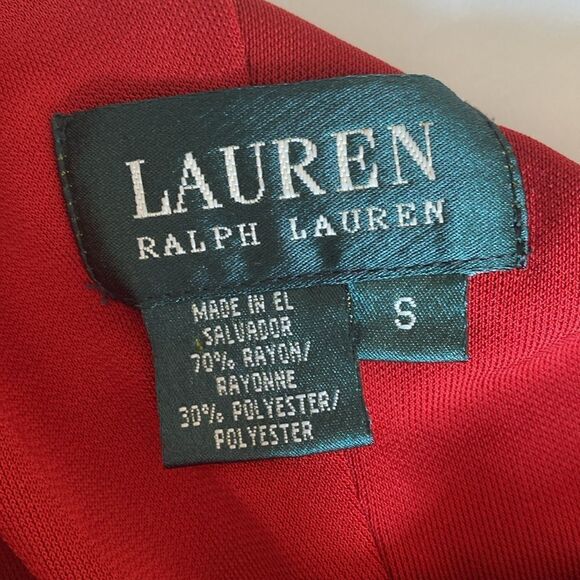 LAUREN
RALPH LAUREN
S
MADE IN EL
SALVADOR
70% RAYON/
RAYONNE
30% POLYESTER/
POLYESTER